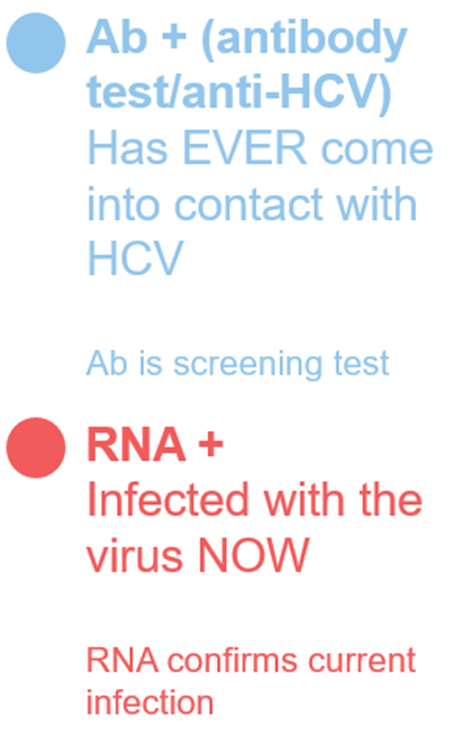 Ab + (antibody
test/anti-HCV)
Has EVER come
into contact with
HCV
Ab is screening test
RNA +
Infected with the
virus NOW
RNA confirms current
infection